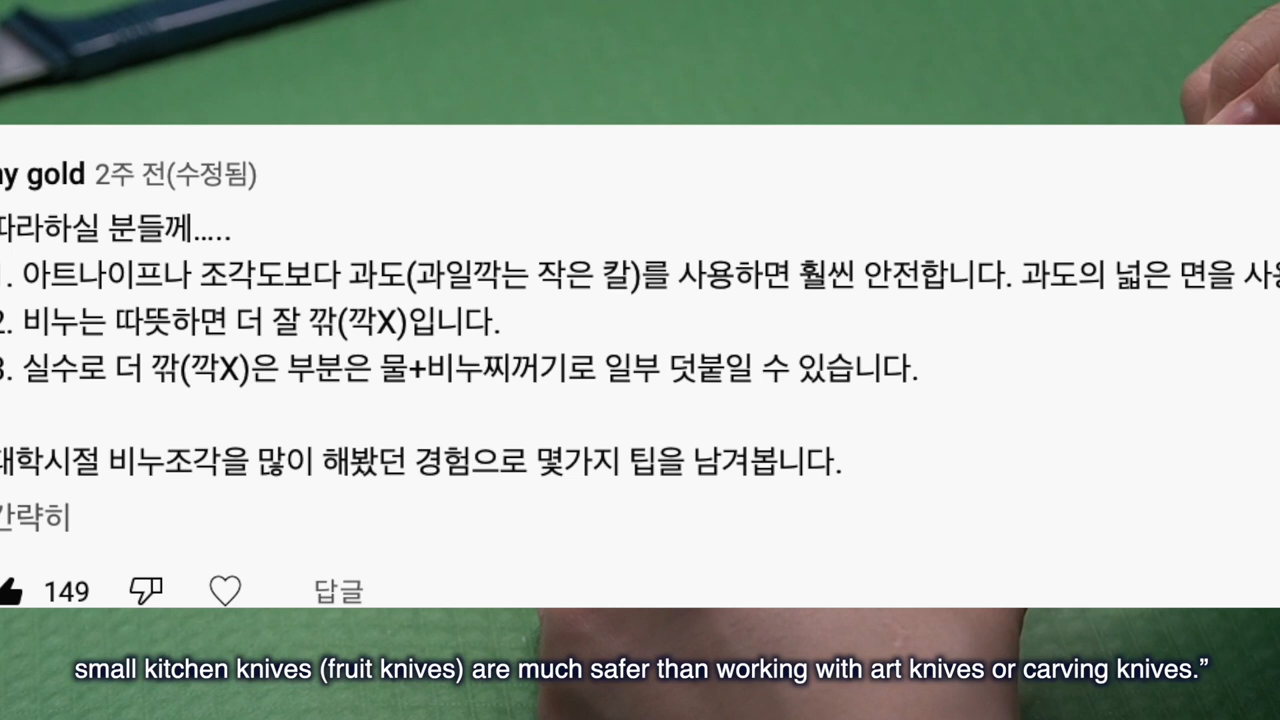 ny gold 2주 전(수정됨)
따라하실 분들께.....
1. 아트나이프나 조각도보다 과도(과일깍는 작은 칼)를 사용하면 훨씬 안전합니다. 과도의 넓은 면을
2. 비누는 따뜻하면 더 잘 깎(깍X)입니다.
3. 실수로 더 깎(깍X)은 부분은 물+비누찌꺼기로 일부 덧붙일 수 있습니다.
대학시절 비누조각을 많이 해봤던 경험으로 몇가지 팁을 남겨봅니다.
간략히
149 답글
small kitchen knives (fruit knives) are much safer than working with art knives or carving knives.”